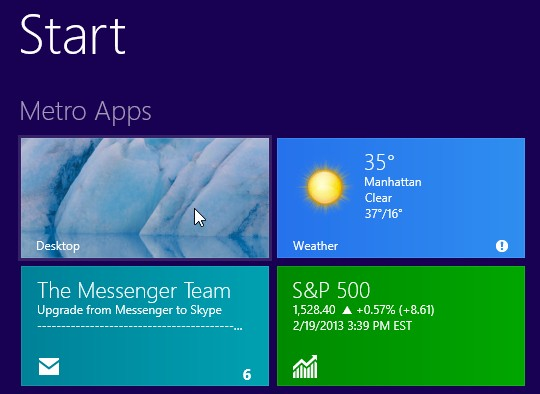 Start
Metro Apps
Desktop
35°
Manhattan
Clear
37°/16°
Weather
The Messenger Team
Upgrade from Messenger to Skype
-----------------------------------------...
6
S&P 500
1,528.40 ▲ +0.57% (+8.61)
2/19/2013 3:39 PM EST